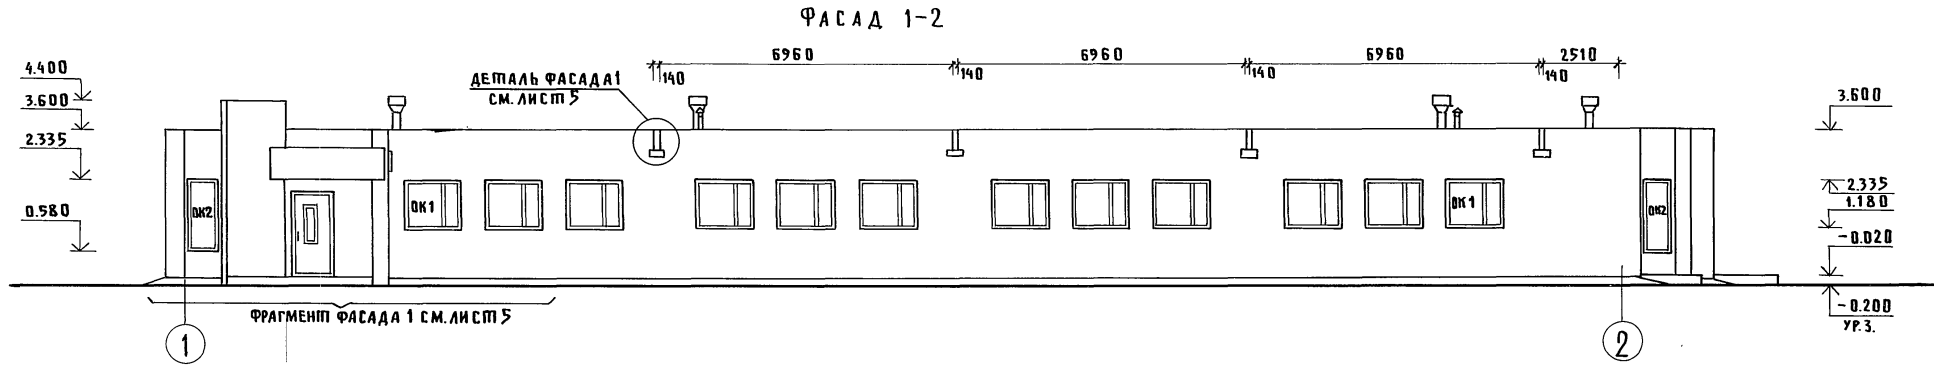 ФАСАД 1-2
6960 6960 6960 2510
140 140 140 140
4.400
3.600
2.335
0.580
ДЕТАЛЬ ФАСАДА 1
СМ. ЛИСТ 5
3.600
2.335
1.180
-0.020
-0.200
УР.З.
ОК2 ОК1 ОК1 ОК2
ФРАГМЕНТ ФАСАДА 1 СМ. ЛИСТ 5
1 2